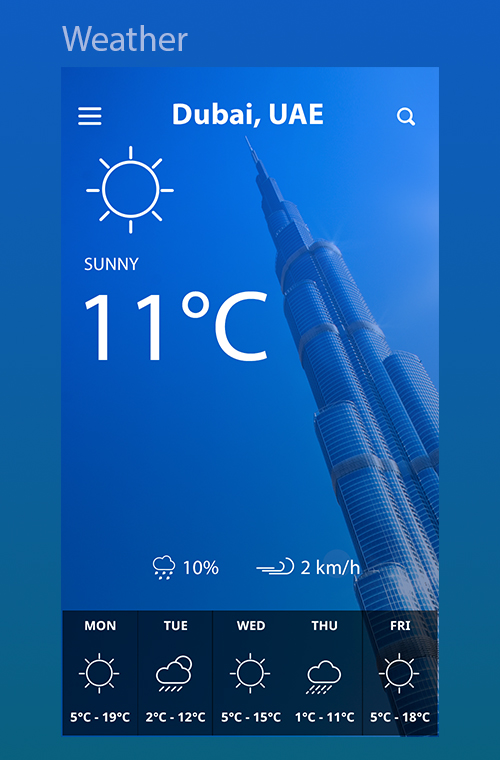 Weather
Dubai, UAE
SUNNY
11°C
10% 2 km/h
MON TUE WED THU FRI
5°C - 19°C 2°C - 12°C 5°C - 15°C 1°C - 11°C 5°C - 18°C